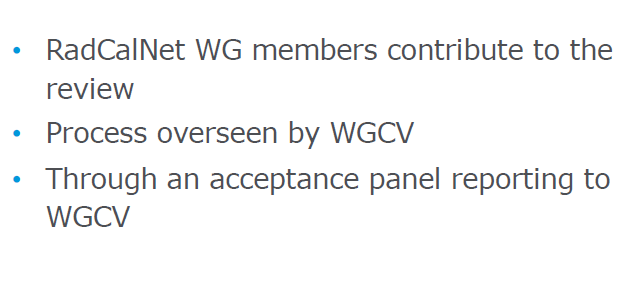 • RadCalNet WG members contribute to the
review
• Process overseen by WGCV
• Through an acceptance panel reporting to
WGCV